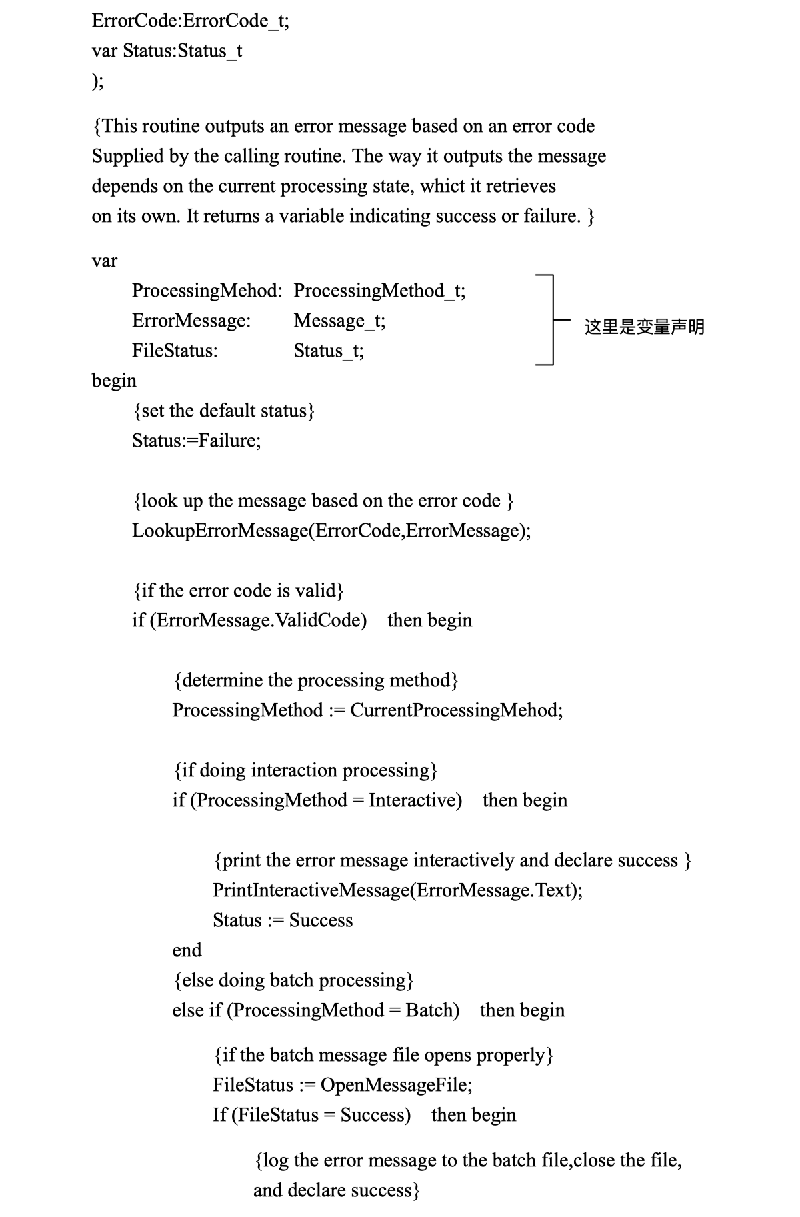 ErrorCode:ErrorCode_t;
var Status:Status_t
);
{This routine outputs an error message based on an error code
Supplied by the calling routine. The way it outputs the message
depends on the current processing state, whict it retrieves
on its own. It returns a variable indicating success or failure. }
var
ProcessingMehod: ProcessingMethod_t;
ErrorMessage: Message_t;
FileStatus: Status_t;
这里是变量声明
begin
{set the default status}
Status:=Failure;
{look up the message based on the error code }
LookupErrorMessage(ErrorCode,ErrorMessage);
{if the error code is valid}
if (ErrorMessage.ValidCode) then begin
{determine the processing method}
ProcessingMethod := CurrentProcessingMehod;
{if doing interaction processing}
if (ProcessingMethod = Interactive) then begin
{print the error message interactively and declare success }
PrintInteractiveMessage(ErrorMessage.Text);
Status := Success
end
{else doing batch processing}
else if (ProcessingMethod = Batch) then begin
{if the batch message file opens properly}
FileStatus := OpenMessageFile;
If (FileStatus = Success) then begin
{log the error message to the batch file,close the file,
and declare success}